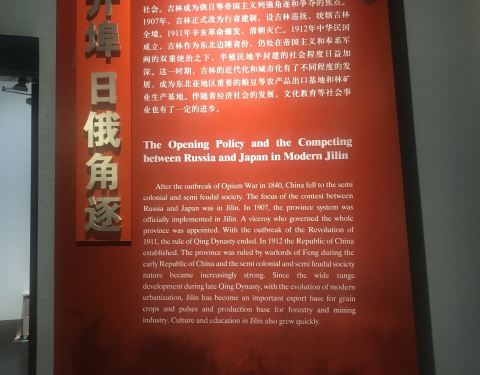 开埠 日俄角逐
社会。吉林成为俄日等帝国主义列强角逐和争夺的焦点。
1907年，吉林正式改为行省建制，设吉林巡抚，统辖吉林
全境。1911年辛亥革命爆发，清朝灭亡。1912年中华民国
成立，吉林作为东北边陲省份，仍处在帝国主义和奉系军
阀的双重统治之下，半殖民地半封建的社会程度日益加
深。这一时期，吉林的近代化和城市化有了不同程度的发
展，成为东北亚地区重要的粮豆等农产品出口基地和林矿
业生产基地。伴随着经济社会的发展，文化教育等社会事
业也有了一定的进步。
The Opening Policy and the Competing
between Russia and Japan in Modern Jilin
After the outbreak of Opium War in 1840, China fell to the semi
colonial and semi feudal society. The focus of the contest between
Russia and Japan was in Jilin. In 1907, the province system was
officially implemented in Jilin. A viceroy who governed the whole
province was appointed. With the outbreak of the Revolution of
1911, the rule of Qing Dynasty ended. In 1912 the Republic of China
established. The province was ruled by warlords of Feng during the
early Republic of China and the semi colonial and semi feudal society
nature became increasingly strong. Since the wide range
development during late Qing Dynasty, with the evolution of modern
urbanization, Jilin has become an important export base for grain
crops and pulses and production base for forestry and mining
industry. Culture and education in Jilin also grew quickly.